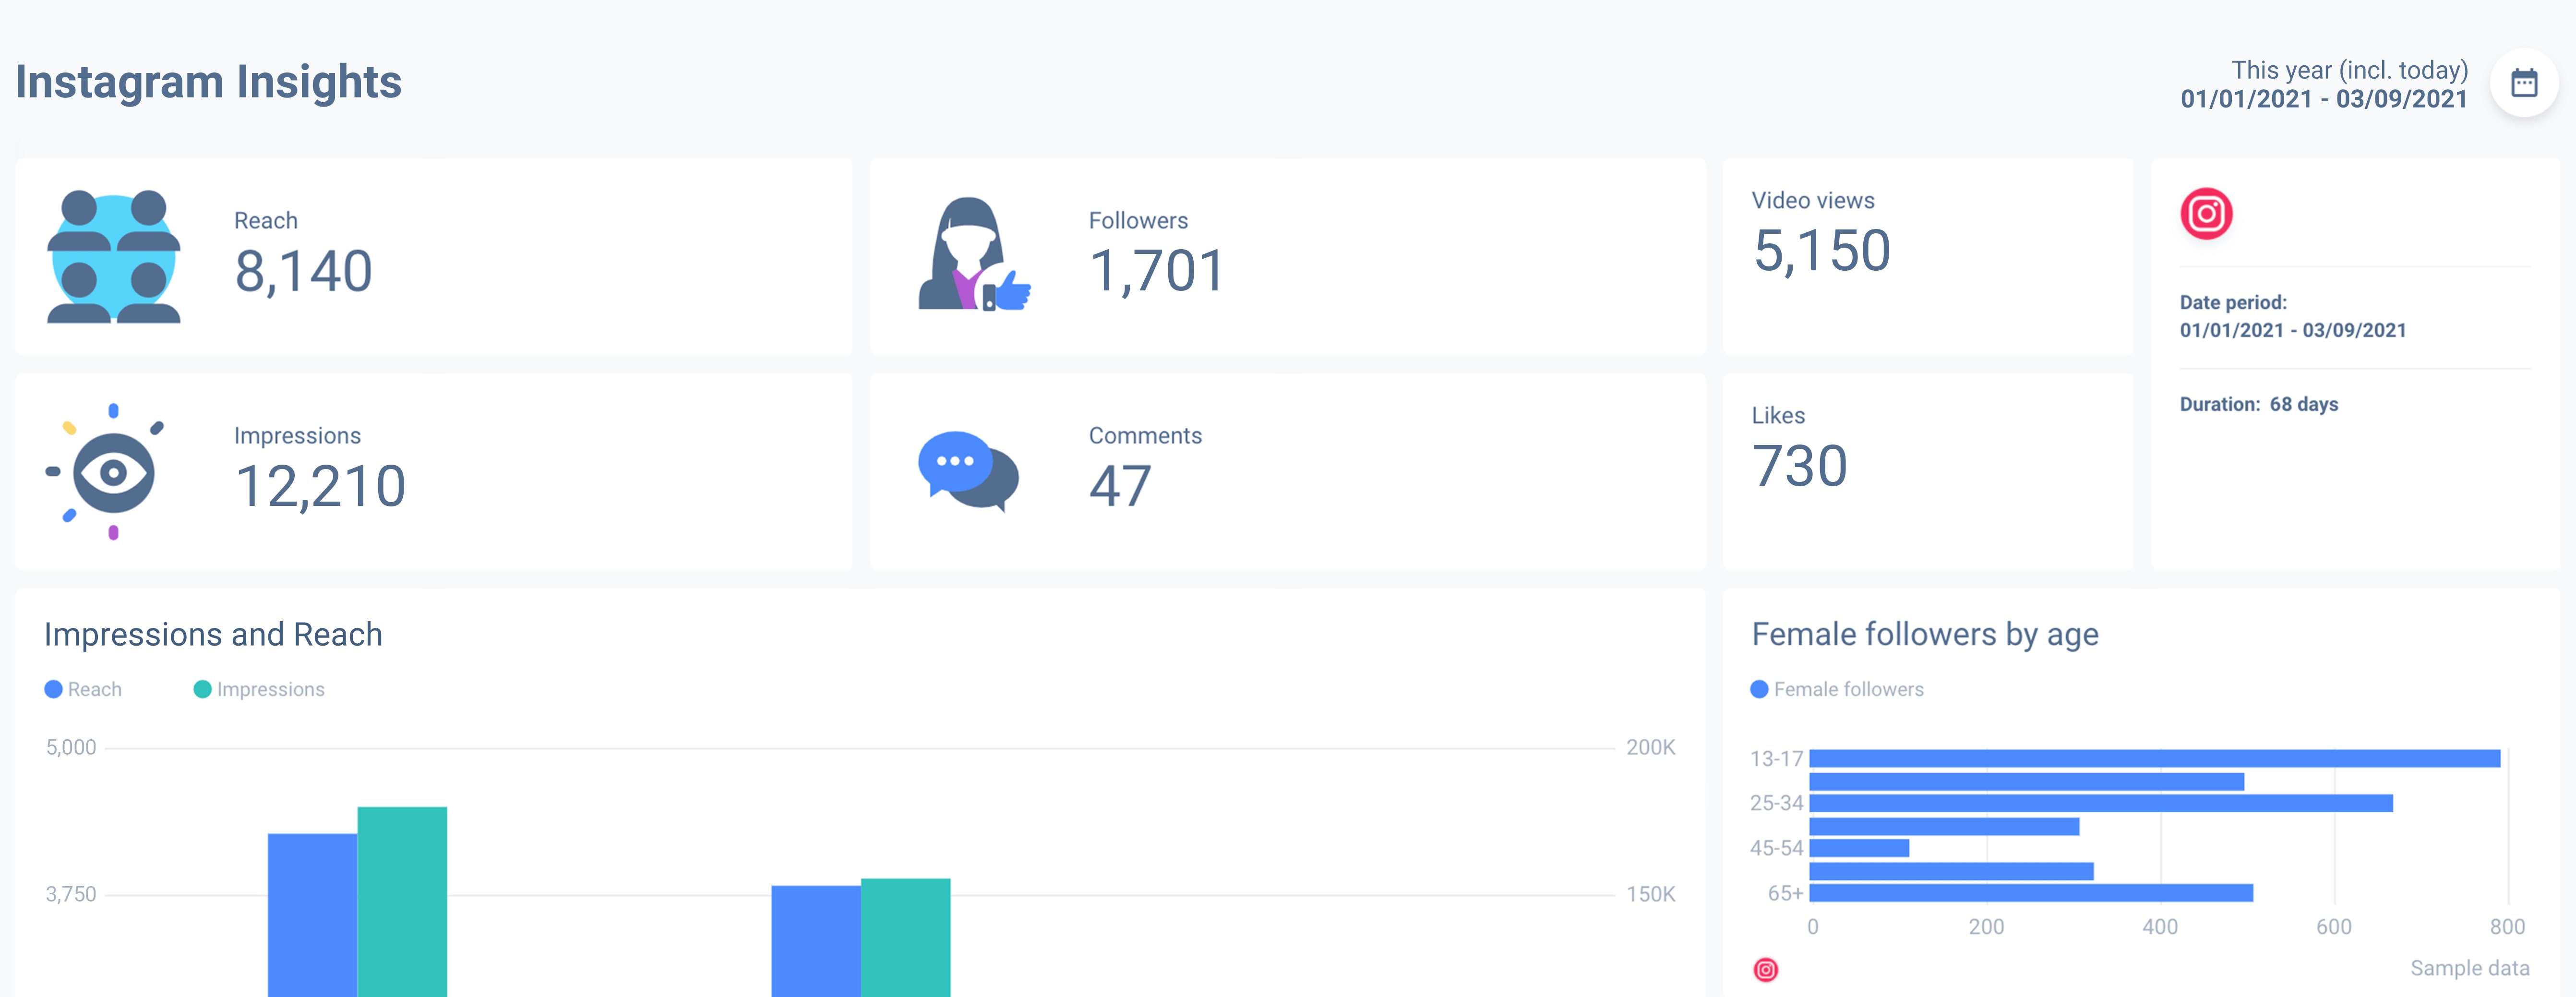 Instagram Insights
This year (incl. today)
01/01/2021 - 03/09/2021
Reach
8,140
Followers
1,701
Video views
5,150
Date period:
01/01/2021 - 03/09/2021
Duration: 68 days
Impressions
12,210
Comments
47
Likes
730
Impressions and Reach
Reach
Impressions
5,000
200K
3,750
150K
Female followers by age
Female followers
13-17
25-34
45-54
65+
0
200
400
600
800
Sample data